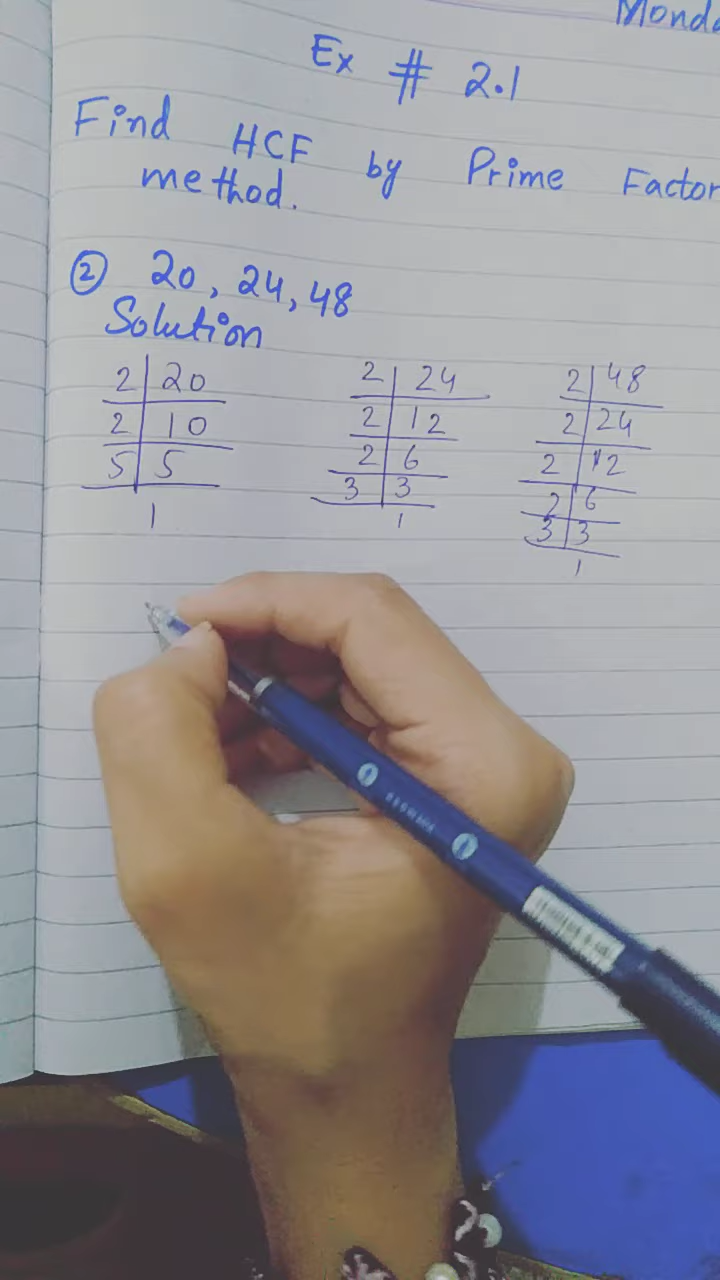 Monda
Ex # 2.1
Find HCF by Prime Factor
method.
② 20, 24, 48
Solution
2 | 20
2 | 10
5 | 5
1
2 | 24
2 | 12
2 | 6
3 | 3
1
2 | 48
2 | 24
2 | 12
2 | 6
3 | 3
1